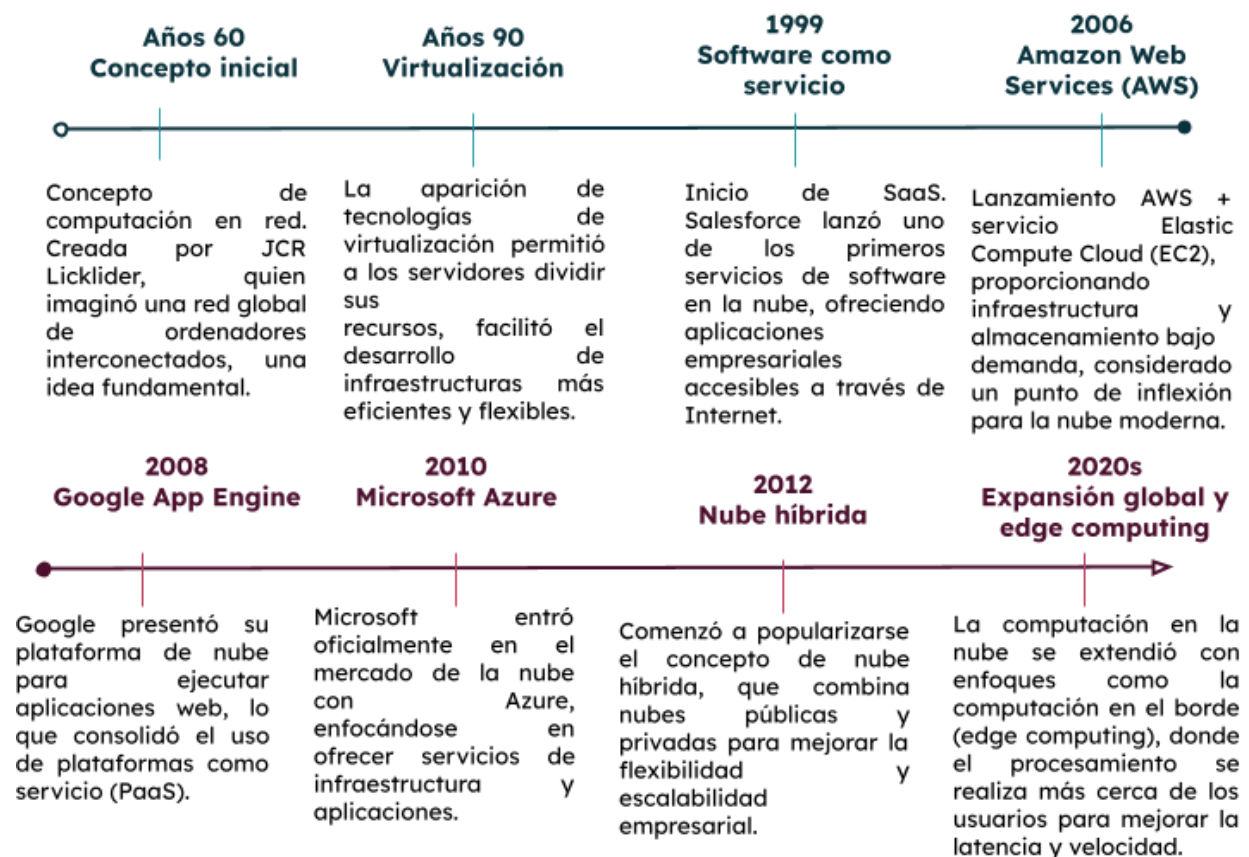 Años 60
Concepto inicial
Concepto de
computación en red.
Creada por JCR
Licklider, quien
imaginó una red global
de ordenadores
interconectados, una
idea fundamental.
Años 90
Virtualización
La aparición de
tecnologías de
virtualización permitió
a los servidores dividir
sus
recursos, facilitó el
desarrollo de
infraestructuras más
eficientes y flexibles.
1999
Software como
servicio
Inicio de SaaS.
Salesforce lanzó uno
de los primeros
servicios de software
en la nube, ofreciendo
aplicaciones
empresariales
accesibles a través de
Internet.
2006
Amazon Web
Services (AWS)
Lanzamiento AWS +
servicio Elastic
Compute Cloud (EC2),
proporcionando
infraestructura y
almacenamiento bajo
demanda, considerado
un punto de inflexión
para la nube moderna.
2008
Google App Engine
Google presentó su
plataforma de nube
para ejecutar
aplicaciones web, lo
que consolidó el uso
de plataformas como
servicio (PaaS).
2010
Microsoft Azure
Microsoft entró
oficialmente en el
mercado de la nube
con Azure,
enfocándose en
ofrecer servicios de
infraestructura y
aplicaciones.
2012
Nube híbrida
Comenzó a popularizarse
el concepto de nube
híbrida, que combina
nubes públicas y
privadas para mejorar la
flexibilidad y
escalabilidad
empresarial.
2020s
Expansión global y
edge computing
La computación en la
nube se extendió con
enfoques como la
computación en el borde
(edge computing), donde
el procesamiento se
realiza más cerca de los
usuarios para mejorar la
latencia y velocidad.